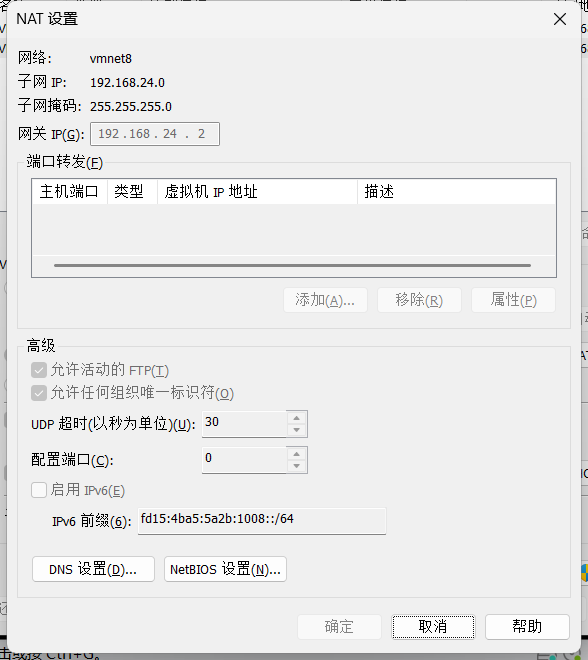 NAT 设置
网络: vmnet8
子网 IP: 192.168.24.0
子网掩码: 255.255.255.0
网关 IP(G): 192 . 168 . 24 . 2
端口转发(F)
主机端口 类型 虚拟机 IP 地址 描述
添加(A)... 移除(R) 属性(P)
高级
允许活动的 FTP(T)
允许任何组织唯一标识符(O)
UDP 超时(以秒为单位)(U): 30
配置端口(C): 0
启用 IPv6(E)
IPv6 前缀(6): fd15:4ba5:5a2b:1008::/64
DNS 设置(D)... NetBIOS 设置(N)...
确定 取消 帮助
击或按 Ctrl+G。